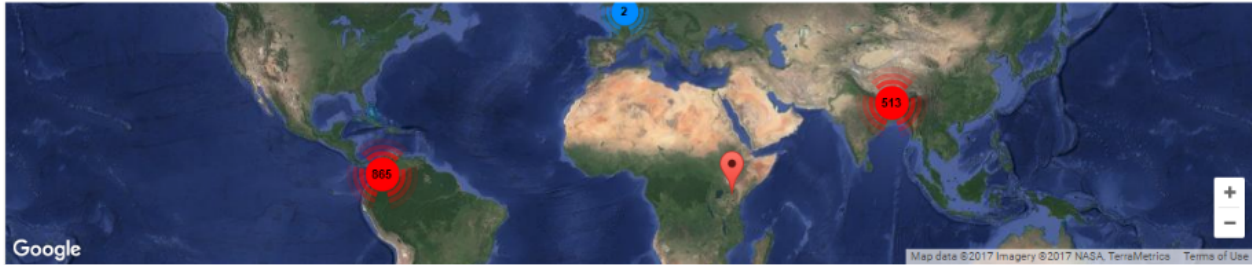 2
513
865
+
−
Google
Map data ©2017 Imagery ©2017 NASA, TerraMetrics Terms of Use